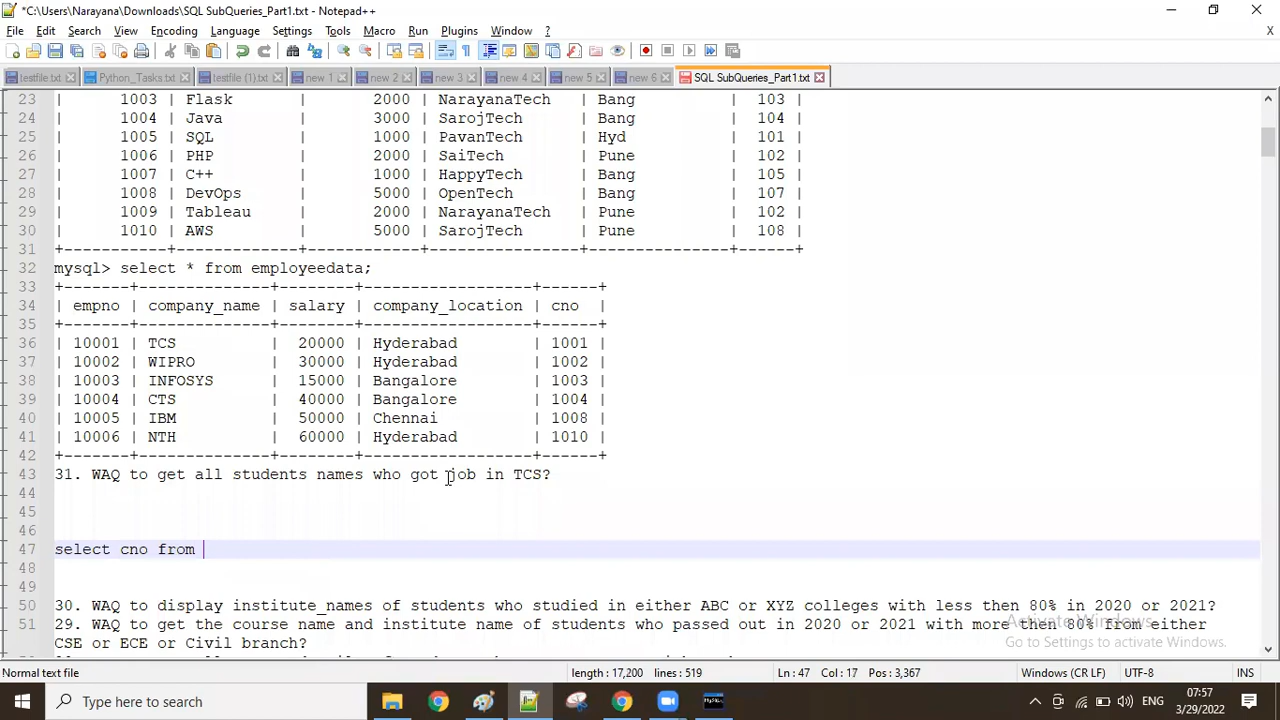 *C:\Users\Narayana\Downloads\SQL SubQueries_Part1.txt - Notepad++
File Edit Search View Encoding Language Settings Tools Macro Run Plugins Window ? X
testfile.txt Python_Tasks.txt testfile (1).txt new 1 new 2 new 3 new 4 new 5 new 6 SQL SubQueries_Part1.txt
23 | 1003 | Flask | 2000 | NarayanaTech | Bang | 103 |
24 | 1004 | Java | 3000 | SarojTech | Bang | 104 |
25 | 1005 | SQL | 1000 | PavanTech | Hyd | 101 |
26 | 1006 | PHP | 2000 | SaiTech | Pune | 102 |
27 | 1007 | C++ | 1000 | HappyTech | Bang | 105 |
28 | 1008 | DevOps | 5000 | OpenTech | Bang | 107 |
29 | 1009 | Tableau | 2000 | NarayanaTech | Pune | 102 |
30 | 1010 | AWS | 5000 | SarojTech | Pune | 108 |
31 +-----------+-------------+--------------+----------------+---------------+------+
32 mysql> select * from employeedata;
33 +-------+--------------+--------+------------------+------+
34 | empno | company_name | salary | company_location | cno |
35 +-------+--------------+--------+------------------+------+
36 | 10001 | TCS | 20000 | Hyderabad | 1001 |
37 | 10002 | WIPRO | 30000 | Hyderabad | 1002 |
38 | 10003 | INFOSYS | 15000 | Bangalore | 1003 |
39 | 10004 | CTS | 40000 | Bangalore | 1004 |
40 | 10005 | IBM | 50000 | Chennai | 1008 |
41 | 10006 | NTH | 60000 | Hyderabad | 1010 |
42 +-------+--------------+--------+------------------+------+
43 31. WAQ to get all students names who got job in TCS?
44
45
46
47 select cno from
48
49
50 30. WAQ to display institute_names of students who studied in either ABC or XYZ colleges with less then 80% in 2020 or 2021?
51 29. WAQ to get the course name and institute name of students who passed out in 2020 or 2021 with more then 80% from either
CSE or ECE or Civil branch?
Activate Windows
Go to Settings to activate Windows.
Normal text file length : 17,200 lines : 519 Ln : 47 Col : 17 Pos : 3,367 Windows (CR LF) UTF-8 INS
Type here to search ENG 07:57
3/29/2022